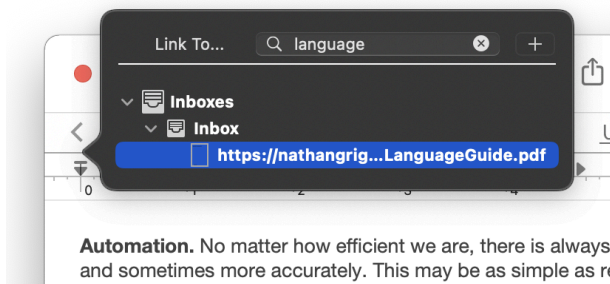 Link To... language
Inboxes
Inbox
https://nathangrig...LanguageGuide.pdf
0 1 2 3 4
Automation. No matter how efficient we are, there is always
and sometimes more accurately. This may be as simple as